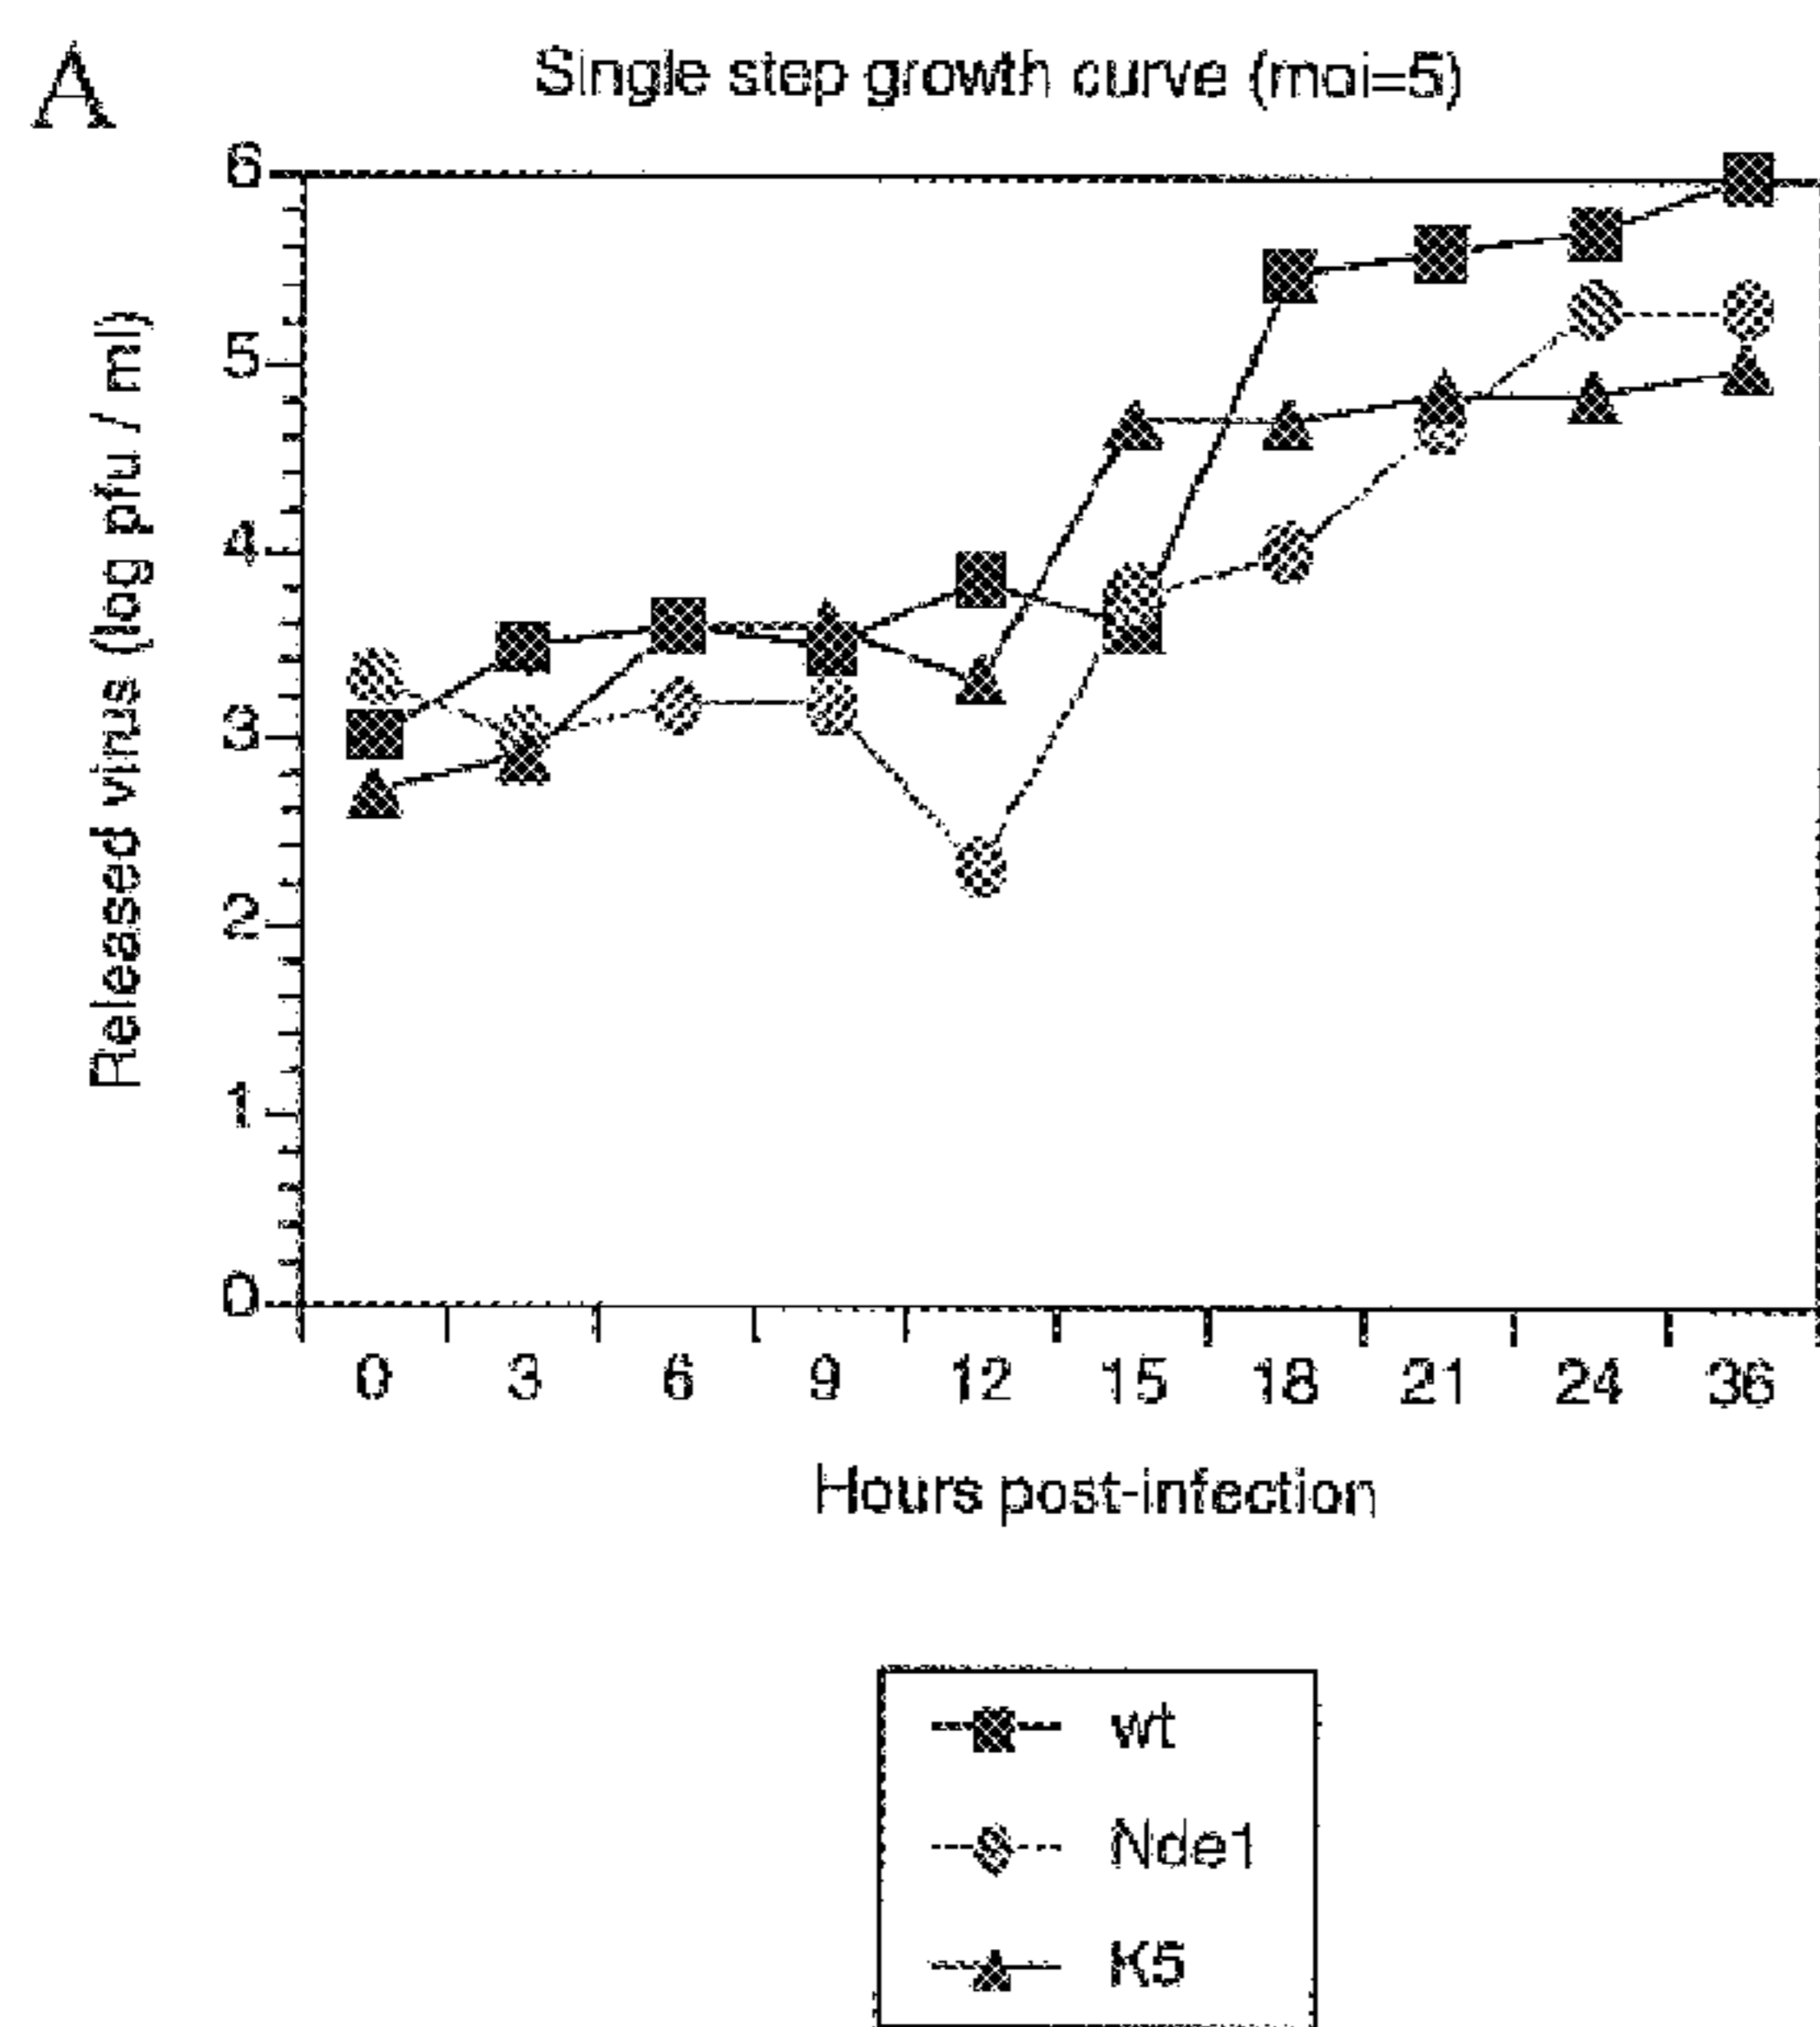 A
Single step growth curve (moi=5)
Released virus (log pfu / ml)
6
5
4
3
2
1
0
0 3 6 9 12 15 18 21 24 36
Hours post-infection
wt
Nde1
K5